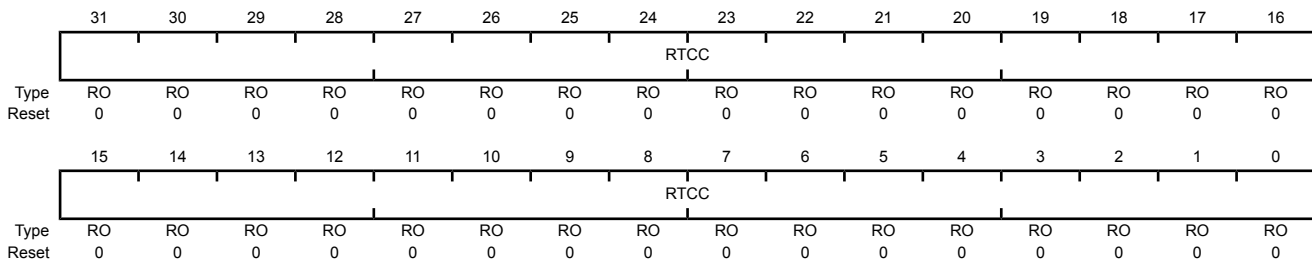 31 30 29 28 27 26 25 24 23 22 21 20 19 18 17 16
RTCC
Type RO RO RO RO RO RO RO RO RO RO RO RO RO RO RO RO
Reset 0 0 0 0 0 0 0 0 0 0 0 0 0 0 0 0
15 14 13 12 11 10 9 8 7 6 5 4 3 2 1 0
RTCC
Type RO RO RO RO RO RO RO RO RO RO RO RO RO RO RO RO
Reset 0 0 0 0 0 0 0 0 0 0 0 0 0 0 0 0